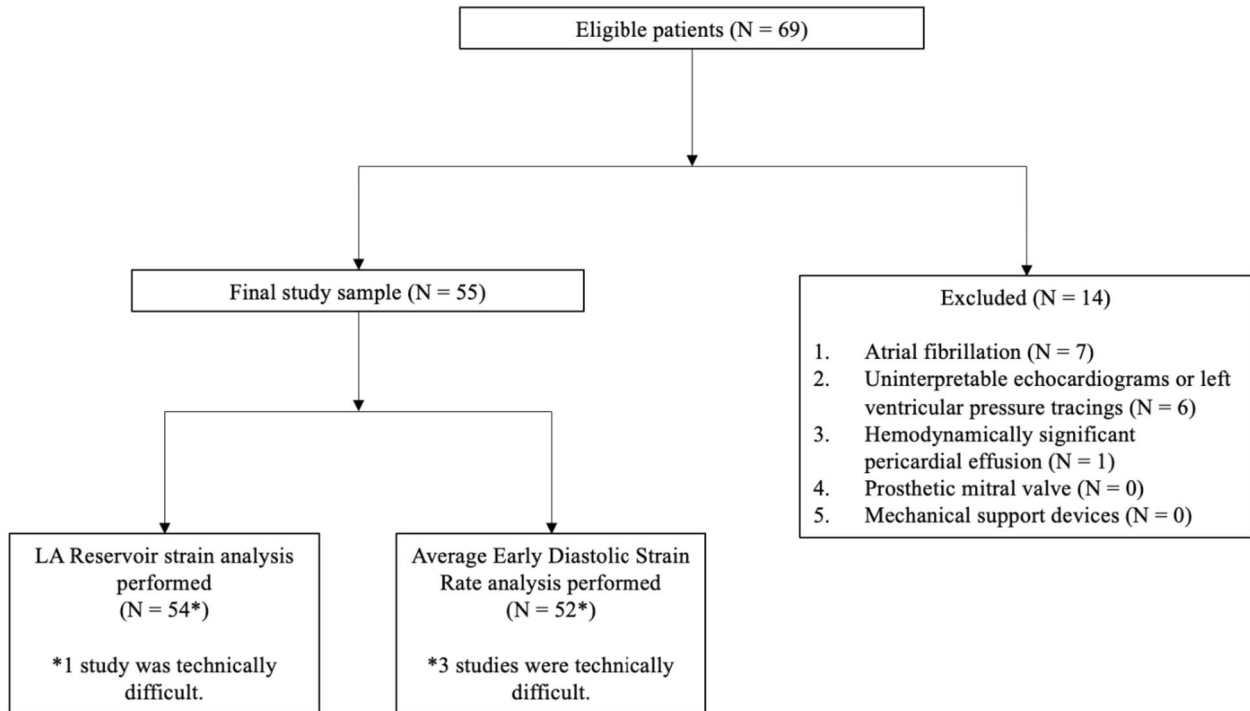 Eligible patients (N = 69)
Final study sample (N = 55)
Excluded (N = 14)
1. Atrial fibrillation (N = 7)
2. Uninterpretable echocardiograms or left
ventricular pressure tracings (N = 6)
3. Hemodynamically significant
pericardial effusion (N = 1)
4. Prosthetic mitral valve (N = 0)
5. Mechanical support devices (N = 0)
LA Reservoir strain analysis
performed
(N = 54*)
*1 study was technically
difficult.
Average Early Diastolic Strain
Rate analysis performed
(N = 52*)
*3 studies were technically
difficult.